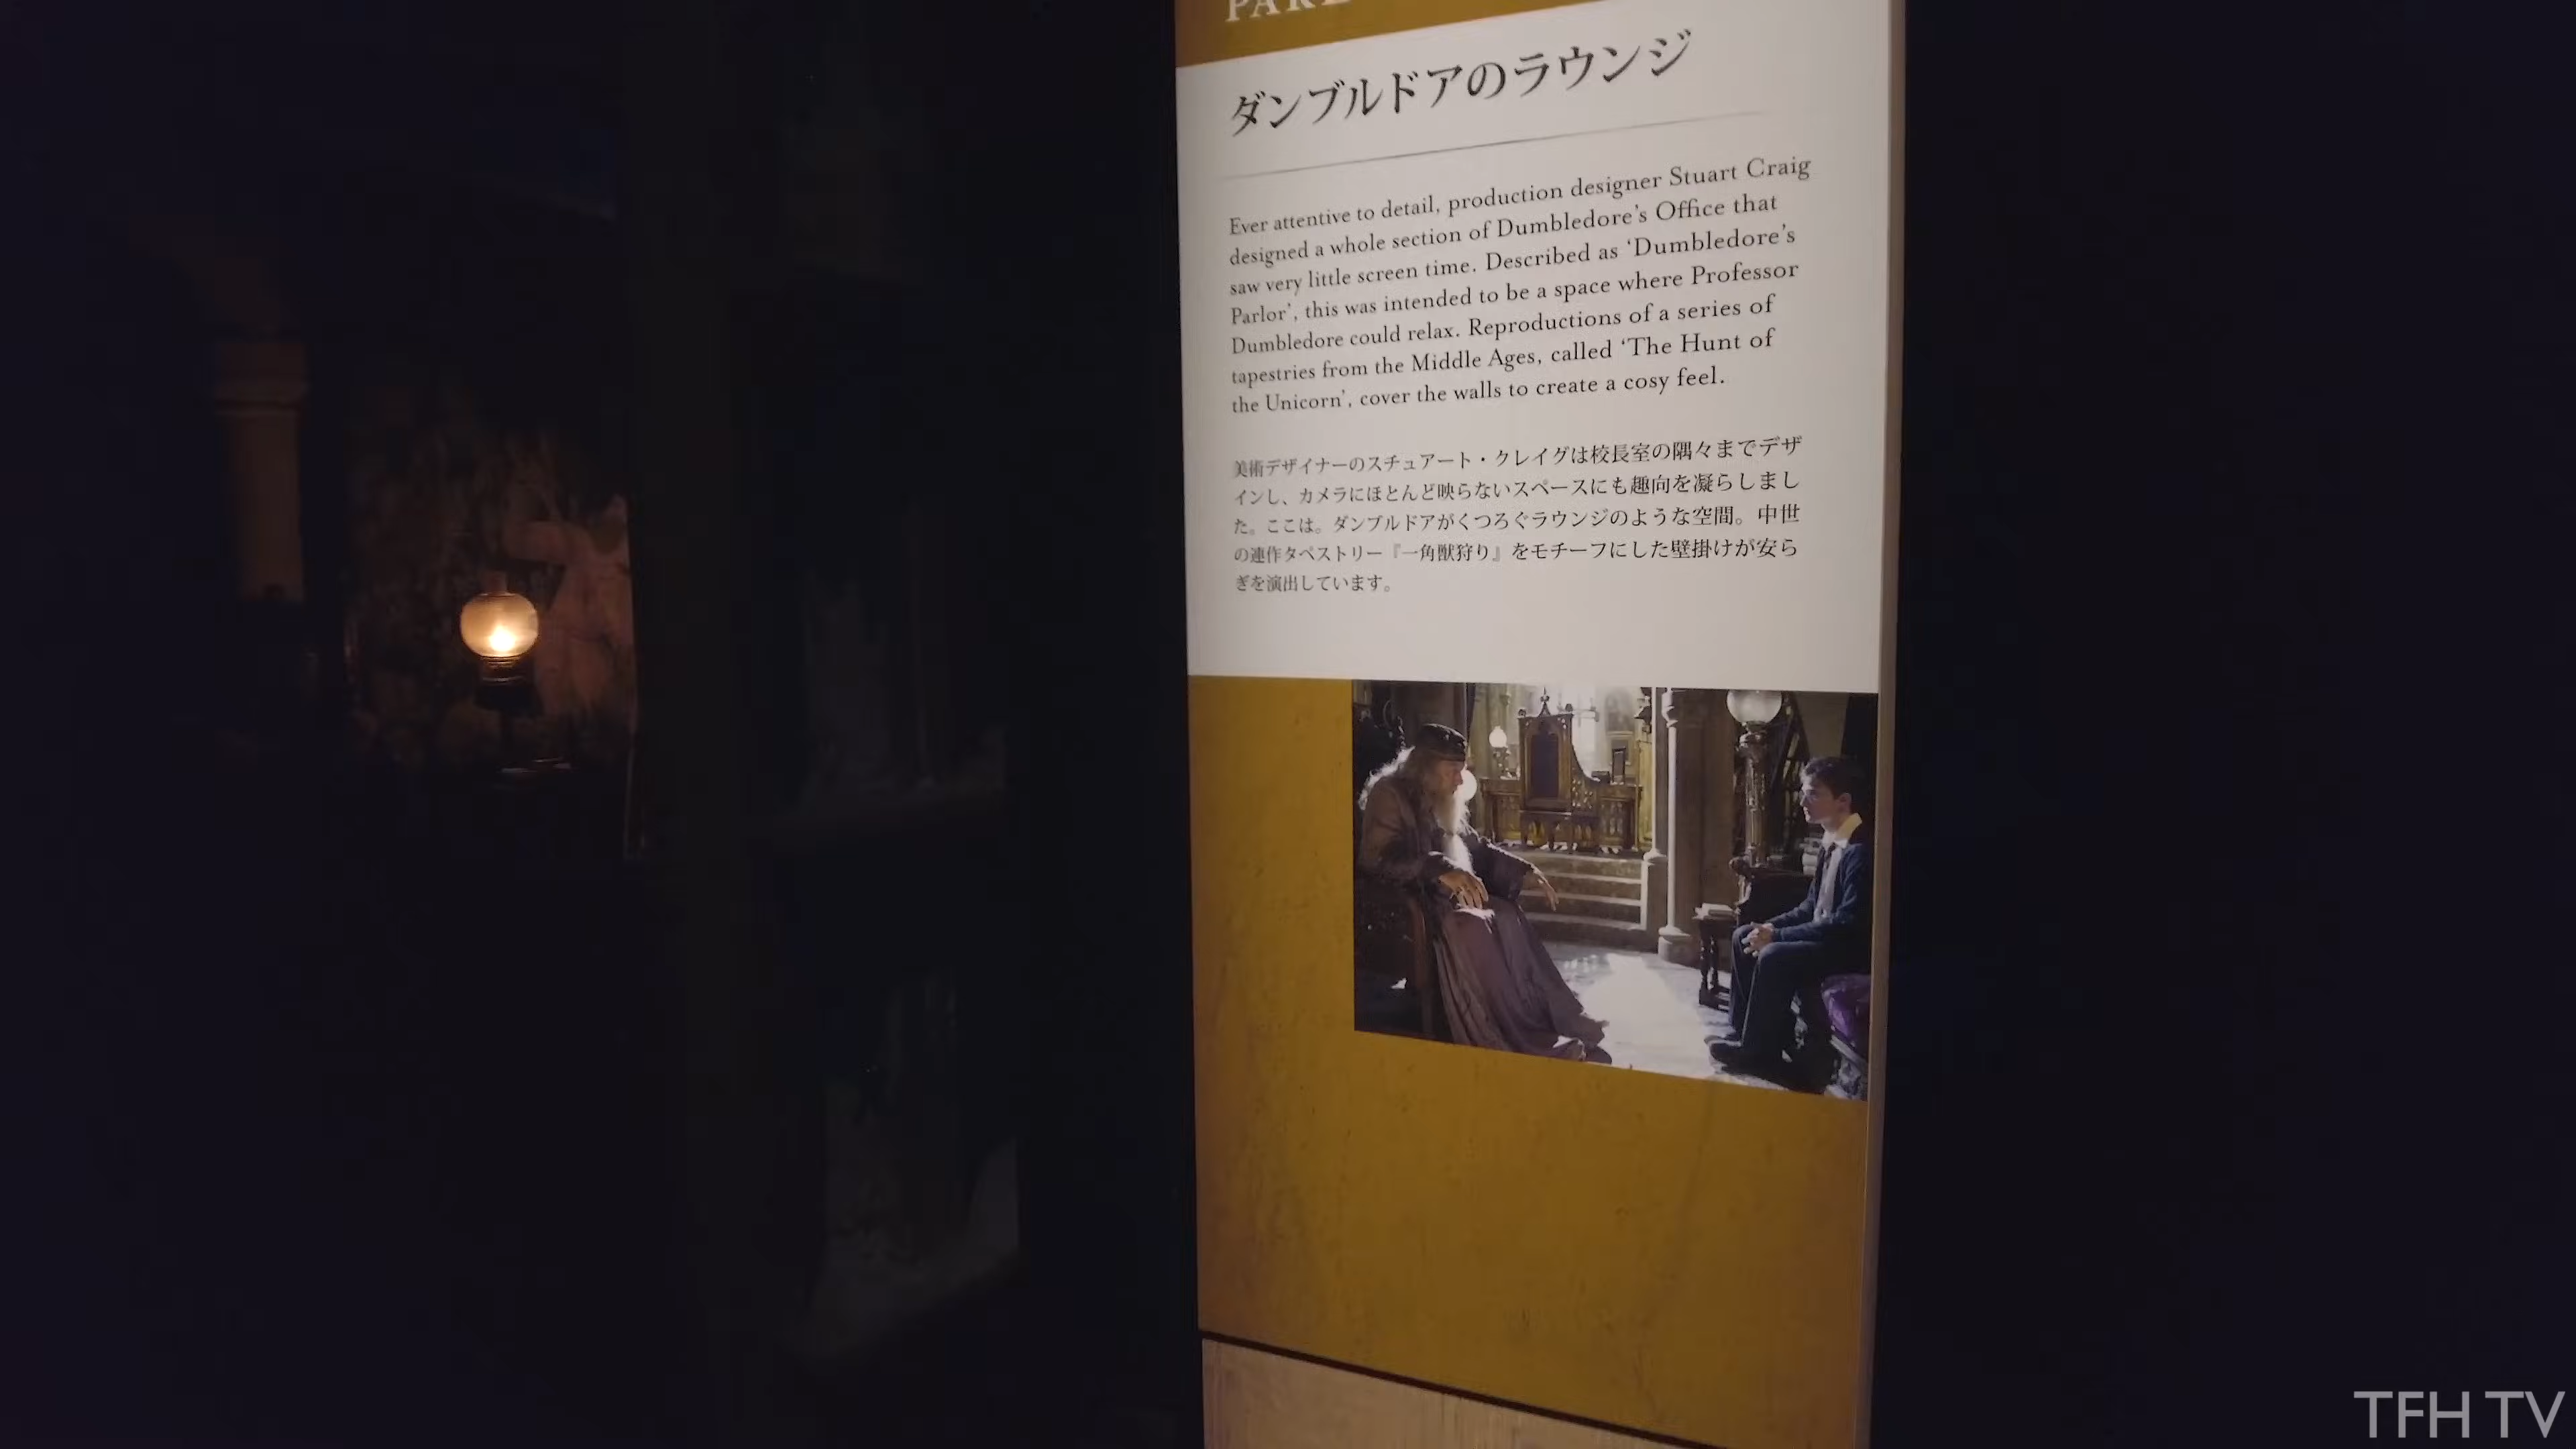 ダンブルドアのラウンジ
Ever attentive to detail, production designer Stuart Craig
designed a whole section of Dumbledore's Office that
saw very little screen time. Described as ‘Dumbledore’s
Parlor’, this was intended to be a space where Professor
Dumbledore could relax. Reproductions of a series of
tapestries from the Middle Ages, called ‘The Hunt of
the Unicorn’, cover the walls to create a cosy feel.
美術デザイナーのスチュアート・クレイグは校長室の隅々までデザ
インし、カメラにほとんど映らないスペースにも趣向を凝らしまし
た。ここは。ダンブルドアがくつろぐラウンジのような空間。中世
の連作タペストリー『一角獣狩り』をモチーフにした壁掛けが安ら
ぎを演出しています。
TFH TV